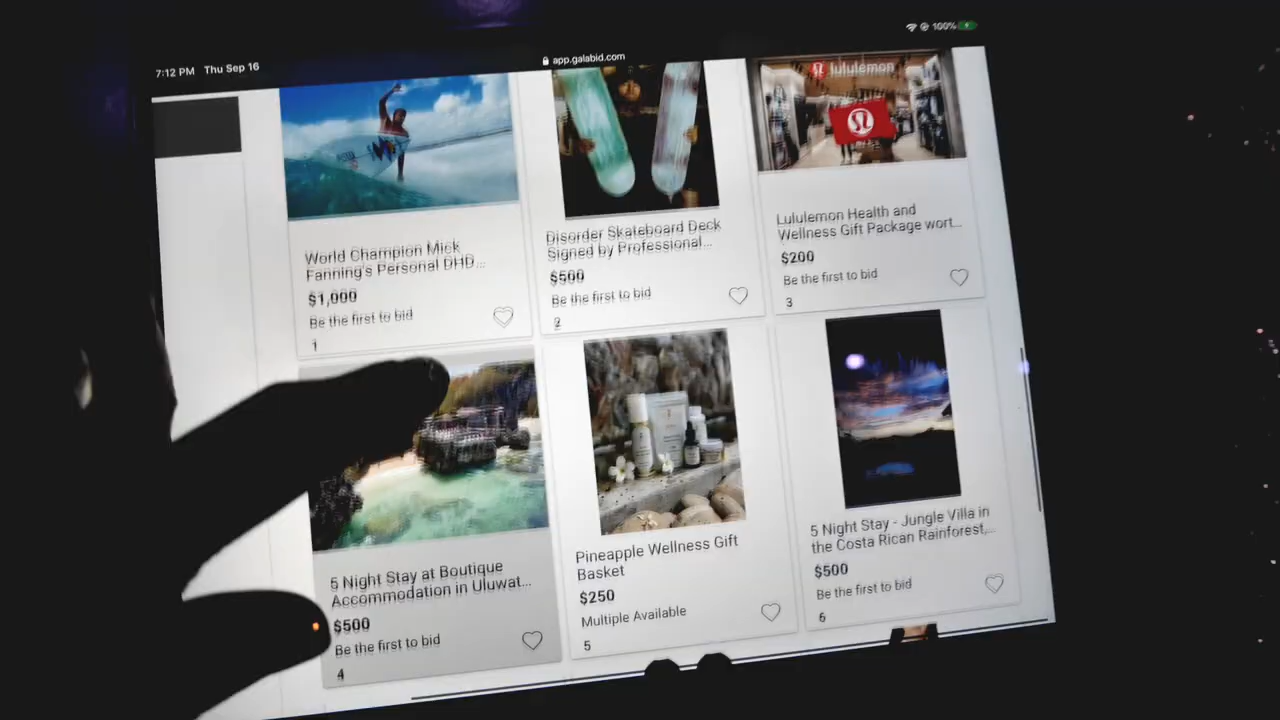 7:12 PM Thu Sep 16
app.galabid.com
100%
World Champion Mick
Fanning's Personal DHD...
$1,000
Be the first to bid
1
Disorder Skateboard Deck
Signed by Professional...
$500
Be the first to bid
2
lululemon
Lululemon Health and
Wellness Gift Package wort...
$200
Be the first to bid
3
5 Night Stay at Boutique
Accommodation in Uluwat...
$500
Be the first to bid
4
Pineapple Wellness Gift
Basket
$250
Multiple Available
5
5 Night Stay - Jungle Villa in
the Costa Rican Rainforest,...
$500
Be the first to bid
6